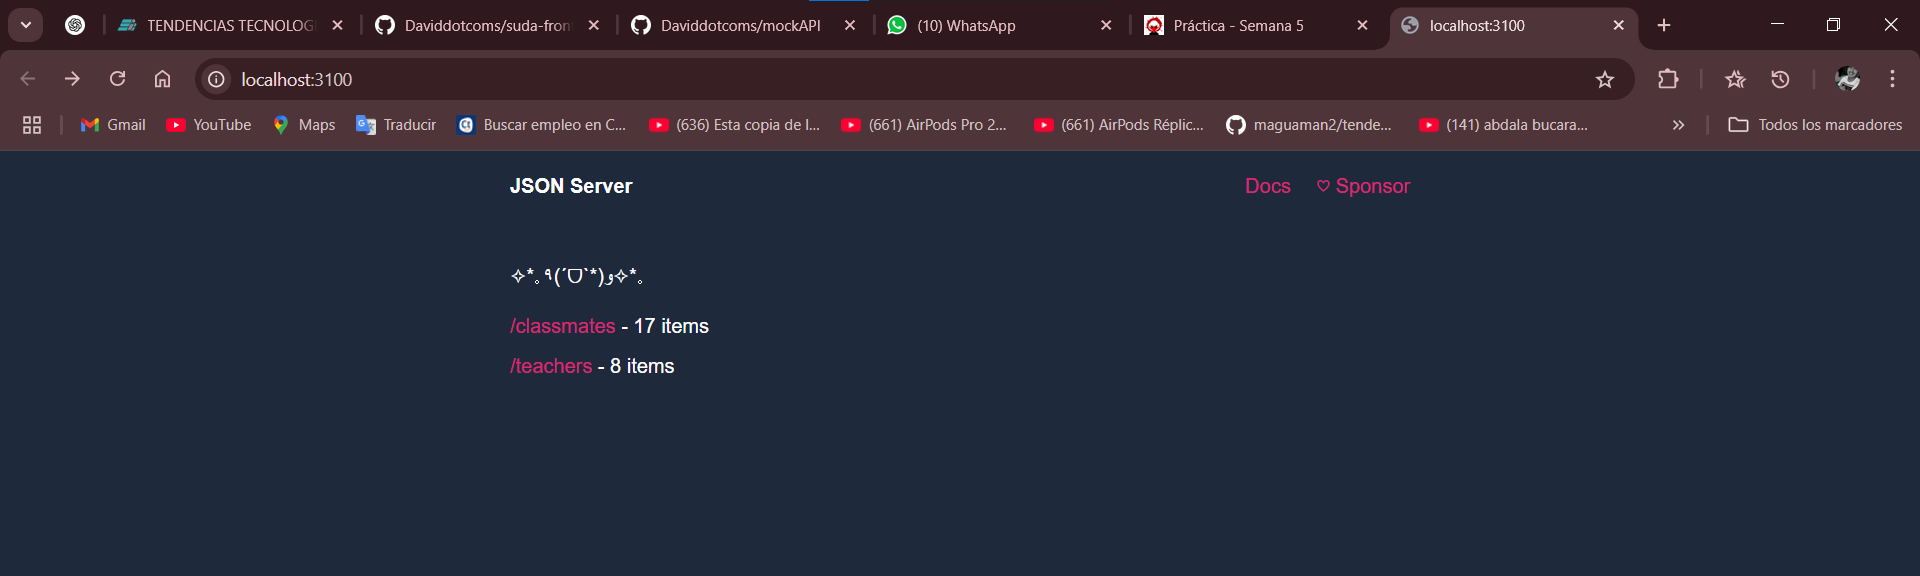 TENDENCIAS TECNOLOG
Daviddotcoms/suda-fron
Daviddotcoms/mockAPI
(10) WhatsApp
Práctica - Semana 5
localhost:3100
localhost:3100
Gmail
YouTube
Maps
Traducir
Buscar empleo en C...
(636) Esta copia de l...
(661) AirPods Pro 2...
(661) AirPods Réplic...
maguaman2/tende...
(141) abdala bucara...
Todos los marcadores
JSON Server
Docs
♡ Sponsor
✧*｡٩(ˊᗜˋ*)و✧*｡
/classmates - 17 items
/teachers - 8 items